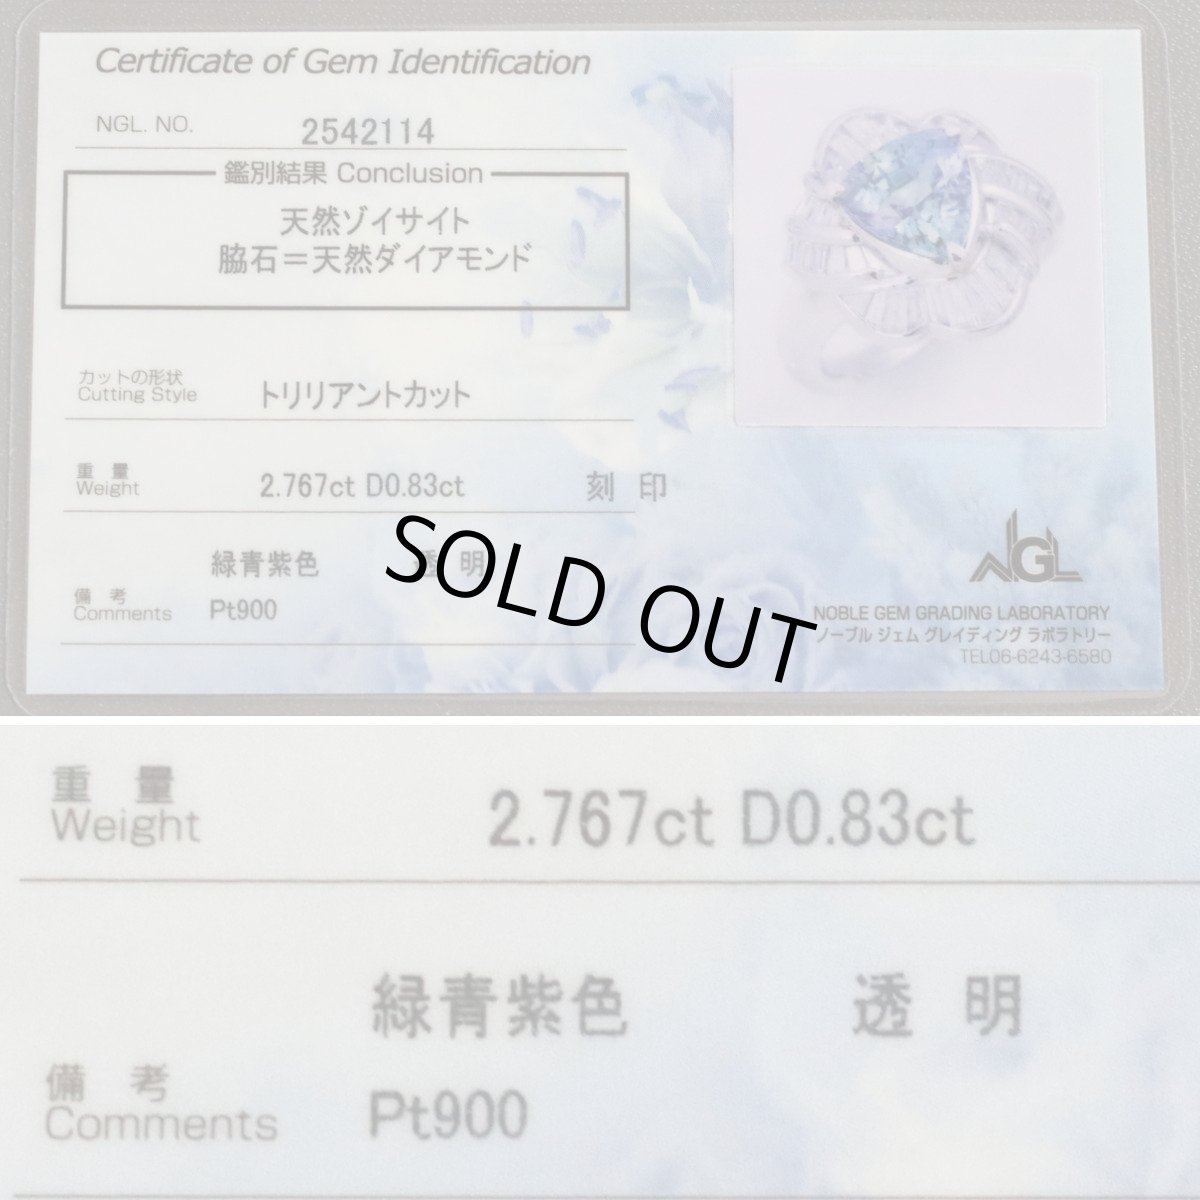 Certificate of Gem Identification
NGL. NO. 2542114
鑑別結果 Conclusion
天然ゾイサイト
脇石＝天然ダイアモンド
カットの形状
Cutting Style トリリアントカット
重量
Weight 2.767ct D0.83ct 刻印
緑青紫色 透明
備考
Comments Pt900
SOLD OUT
NGL
NOBLE GEM GRADING LABORATORY
ノーブル ジェム グレイディング ラボラトリー
TEL06-6243-6580
重量
Weight 2.767ct D0.83ct
緑青紫色 透明
備考
Comments Pt900